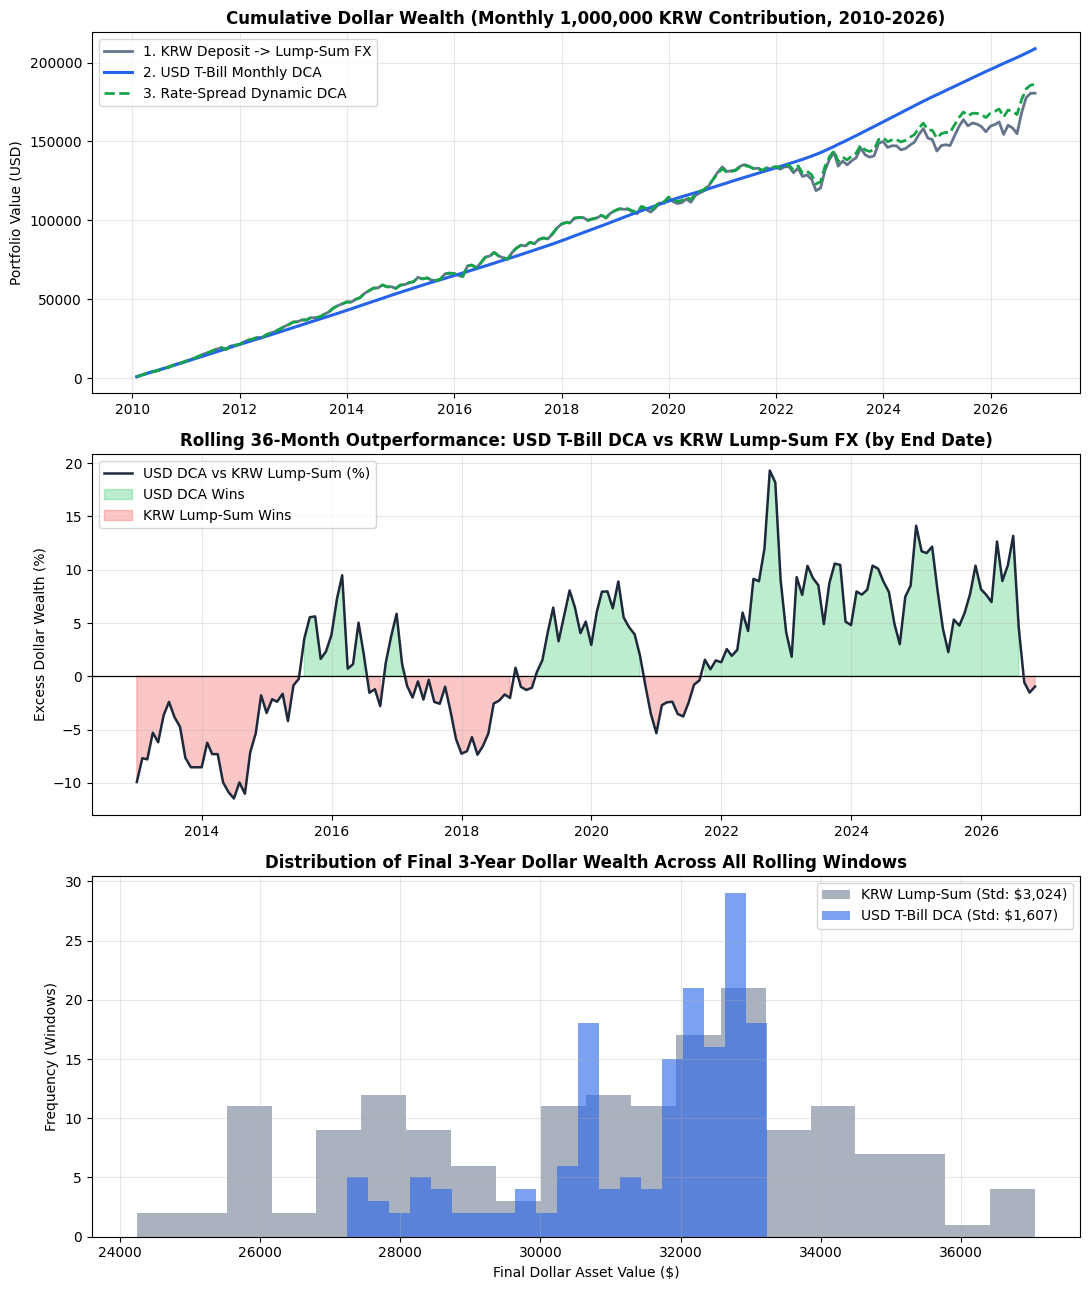 Cumulative Dollar Wealth (Monthly 1,000,000 KRW Contribution, 2010-2026)
1. KRW Deposit -> Lump-Sum FX
2. USD T-Bill Monthly DCA
3. Rate-Spread Dynamic DCA
Portfolio Value (USD)
200000
150000
100000
50000
0
2010 2012 2014 2016 2018 2020 2022 2024 2026
Rolling 36-Month Outperformance: USD T-Bill DCA vs KRW Lump-Sum FX (by End Date)
USD DCA vs KRW Lump-Sum (%)
USD DCA Wins
KRW Lump-Sum Wins
Excess Dollar Wealth (%)
20
15
10
5
0
−5
−10
2014 2016 2018 2020 2022 2024 2026
Distribution of Final 3-Year Dollar Wealth Across All Rolling Windows
KRW Lump-Sum (Std: $3,024)
USD T-Bill DCA (Std: $1,607)
Frequency (Windows)
30
25
20
15
10
5
0
24000 26000 28000 30000 32000 34000 36000
Final Dollar Asset Value ($)